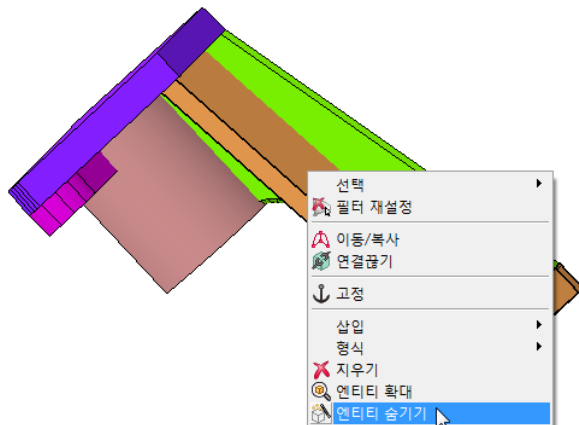 선택
필터 재설정
이동/복사
연결끊기
고정
삽입
형식
지우기
엔티티 확대
엔티티 숨기기